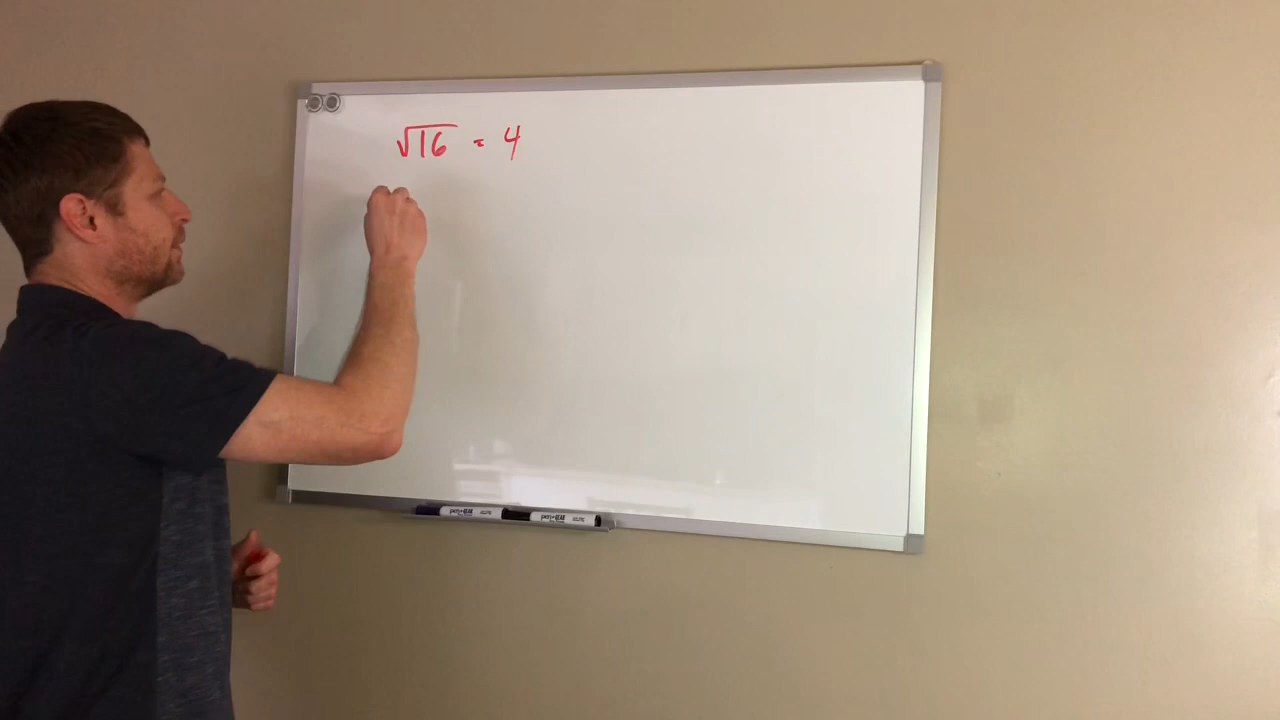 √16 = 4